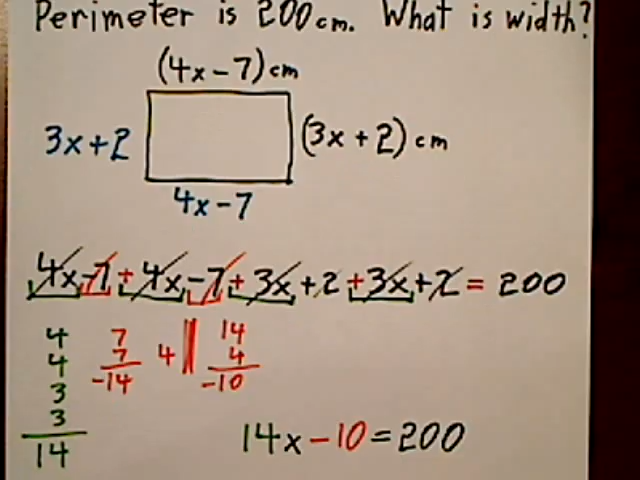 Perimeter is 200cm. What is width?
(4x-7)cm
3x+2 (3x+2)cm
4x-7
4x-7+4x-7+3x+2+3x+2=200
4 7 14
4 7 4 4
3 -14 -10
3
14 14x-10=200